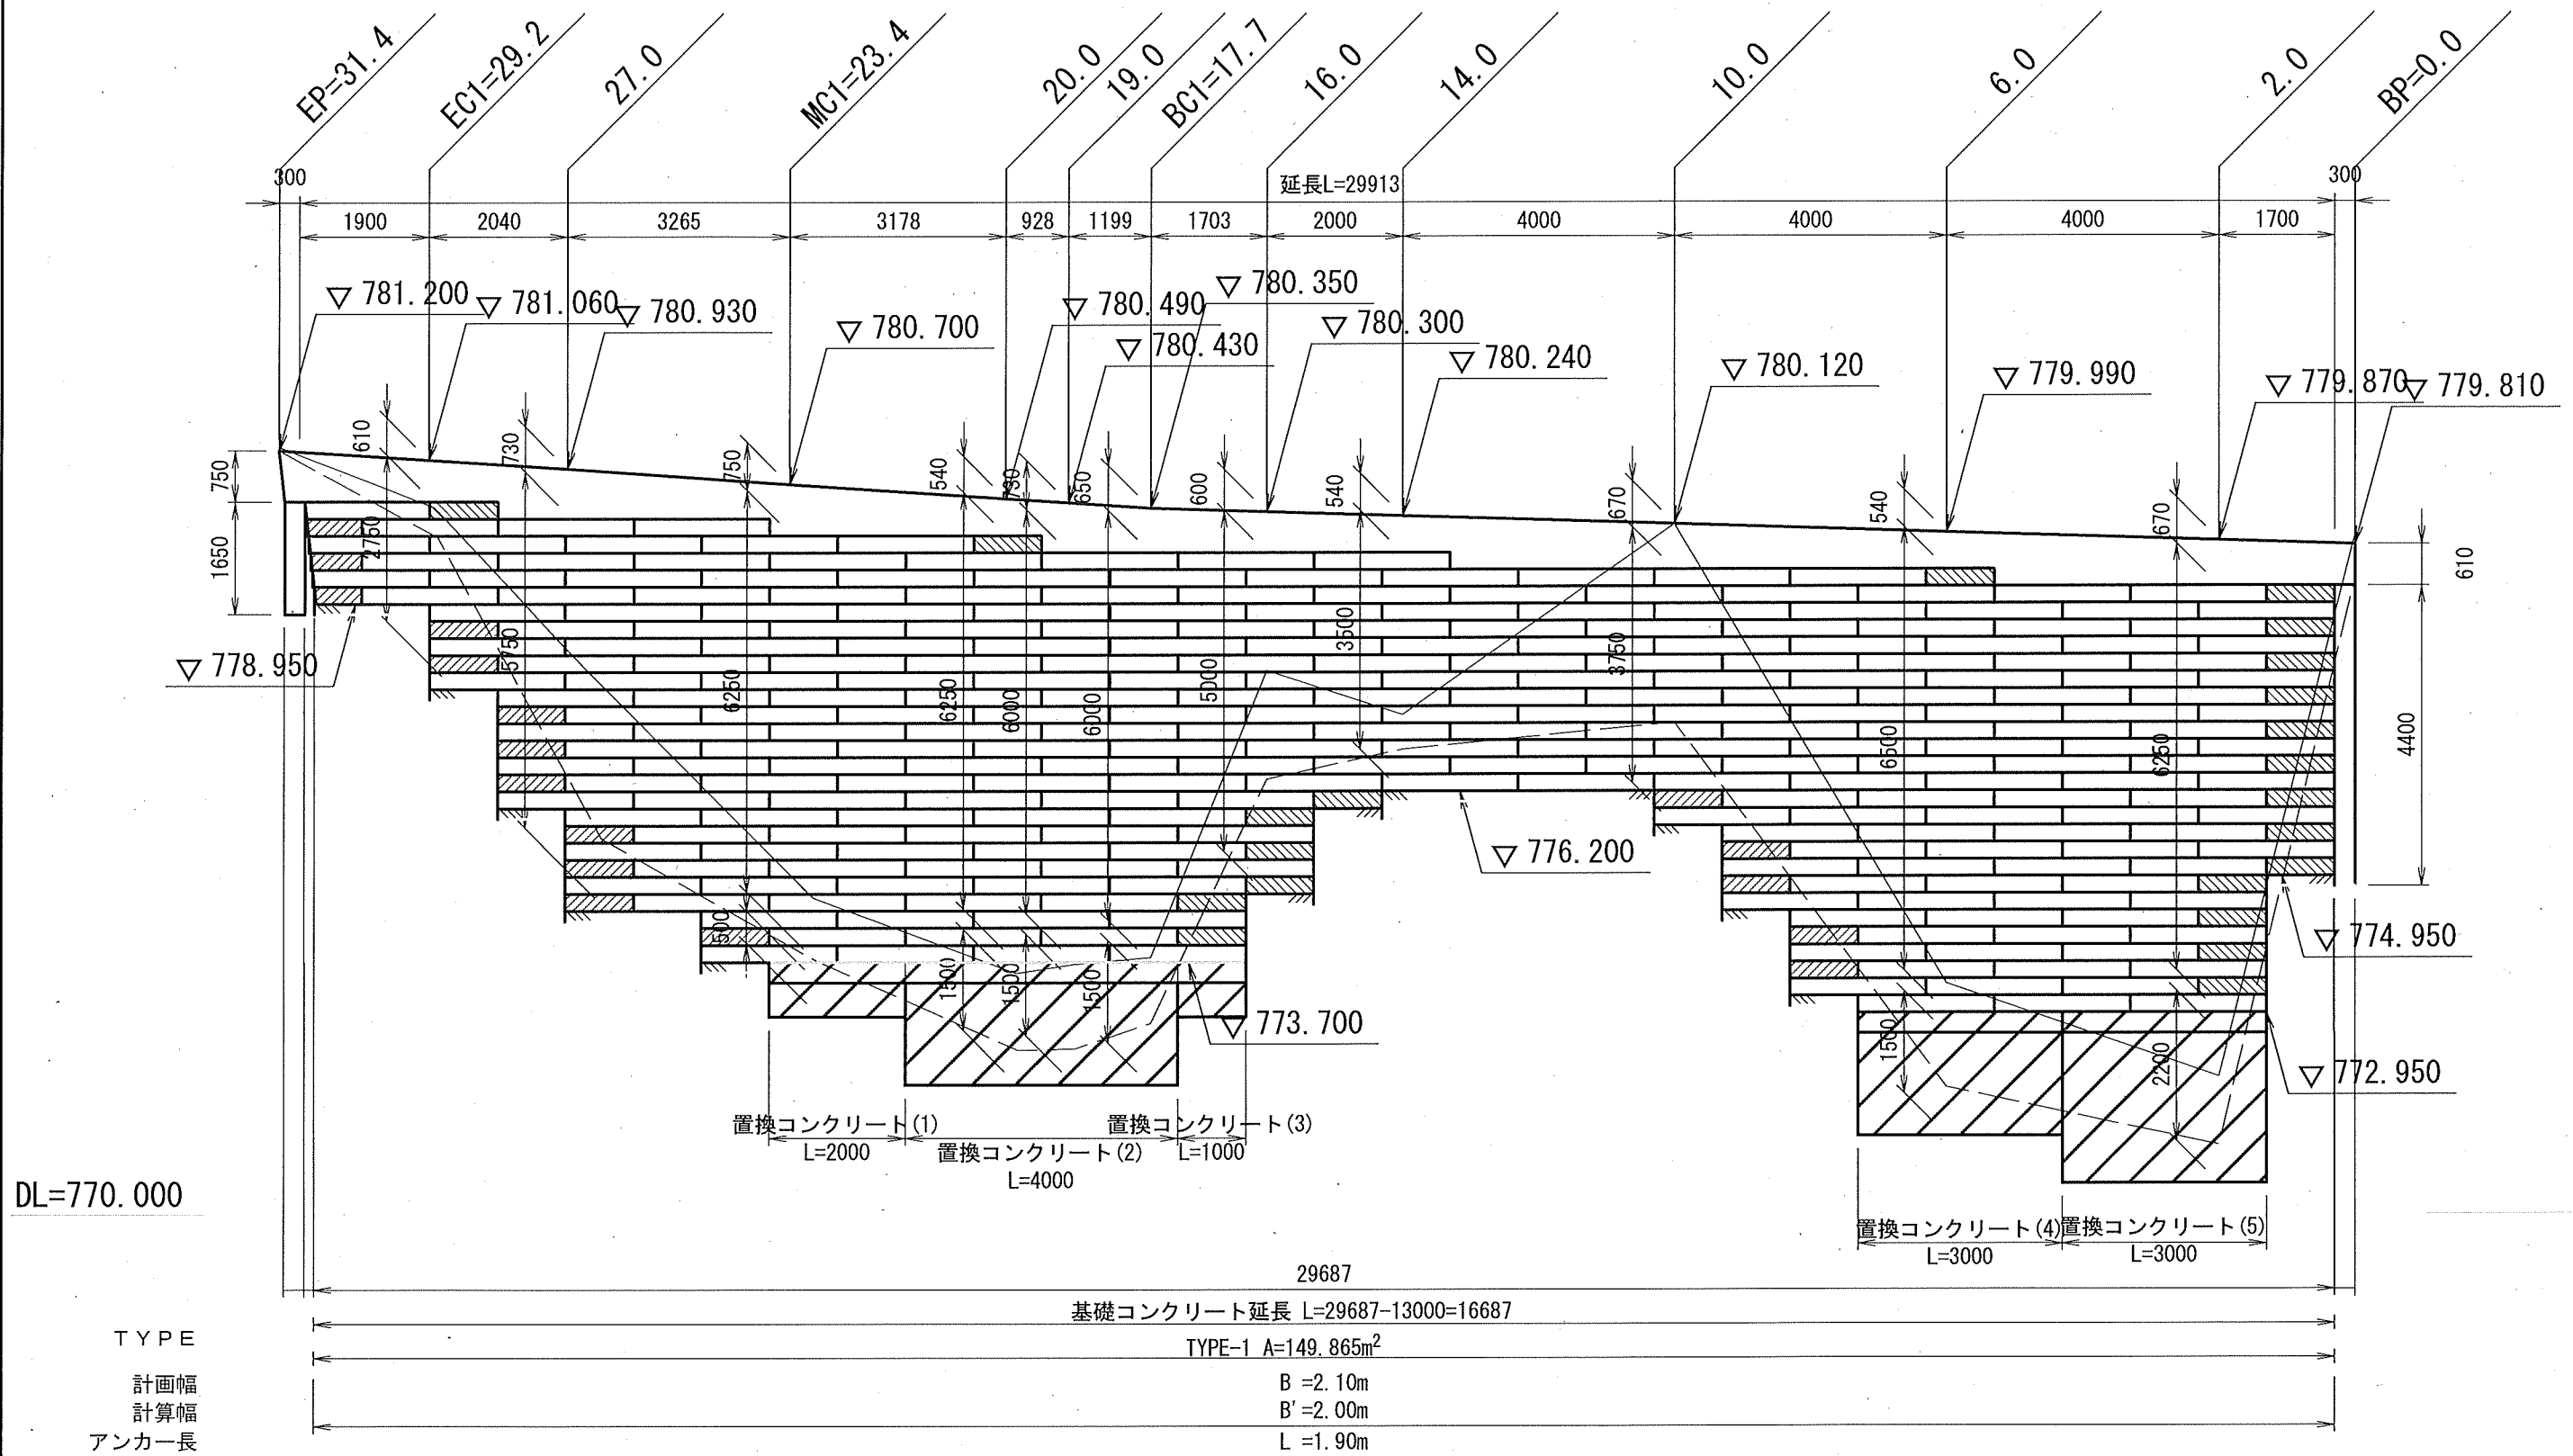 EP=31.4
EC1=29.2
27.0
MC1=23.4
20.0
19.0
BC1=17.7
16.0
14.0
10.0
6.0
2.0
BP=0.0
300
延長L=29913
300
1900
2040
3265
3178
928
1199
1703
2000
4000
4000
4000
1700
▽ 781.200
▽ 781.060
▽ 780.930
▽ 780.700
▽ 780.490
▽ 780.430
▽ 780.350
▽ 780.300
▽ 780.240
▽ 780.120
▽ 779.990
▽ 779.870
▽ 779.810
750
1650
610
730
750
540
730
650
600
540
670
540
670
610
4400
2750
5750
6250
6250
6000
6000
5000
3500
3750
6500
6250
500
1500
1500
1500
1500
2200
▽ 778.950
▽ 776.200
▽ 773.700
▽ 774.950
▽ 772.950
置換コンクリート(1)
L=2000
置換コンクリート(2)
L=4000
置換コンクリート(3)
L=1000
置換コンクリート(4)
L=3000
置換コンクリート(5)
L=3000
DL=770.000
29687
基礎コンクリート延長 L=29687-13000=16687
TYPE
TYPE-1 A=149.865m²
計画幅
B =2.10m
計算幅
B'=2.00m
アンカー長
L =1.90m